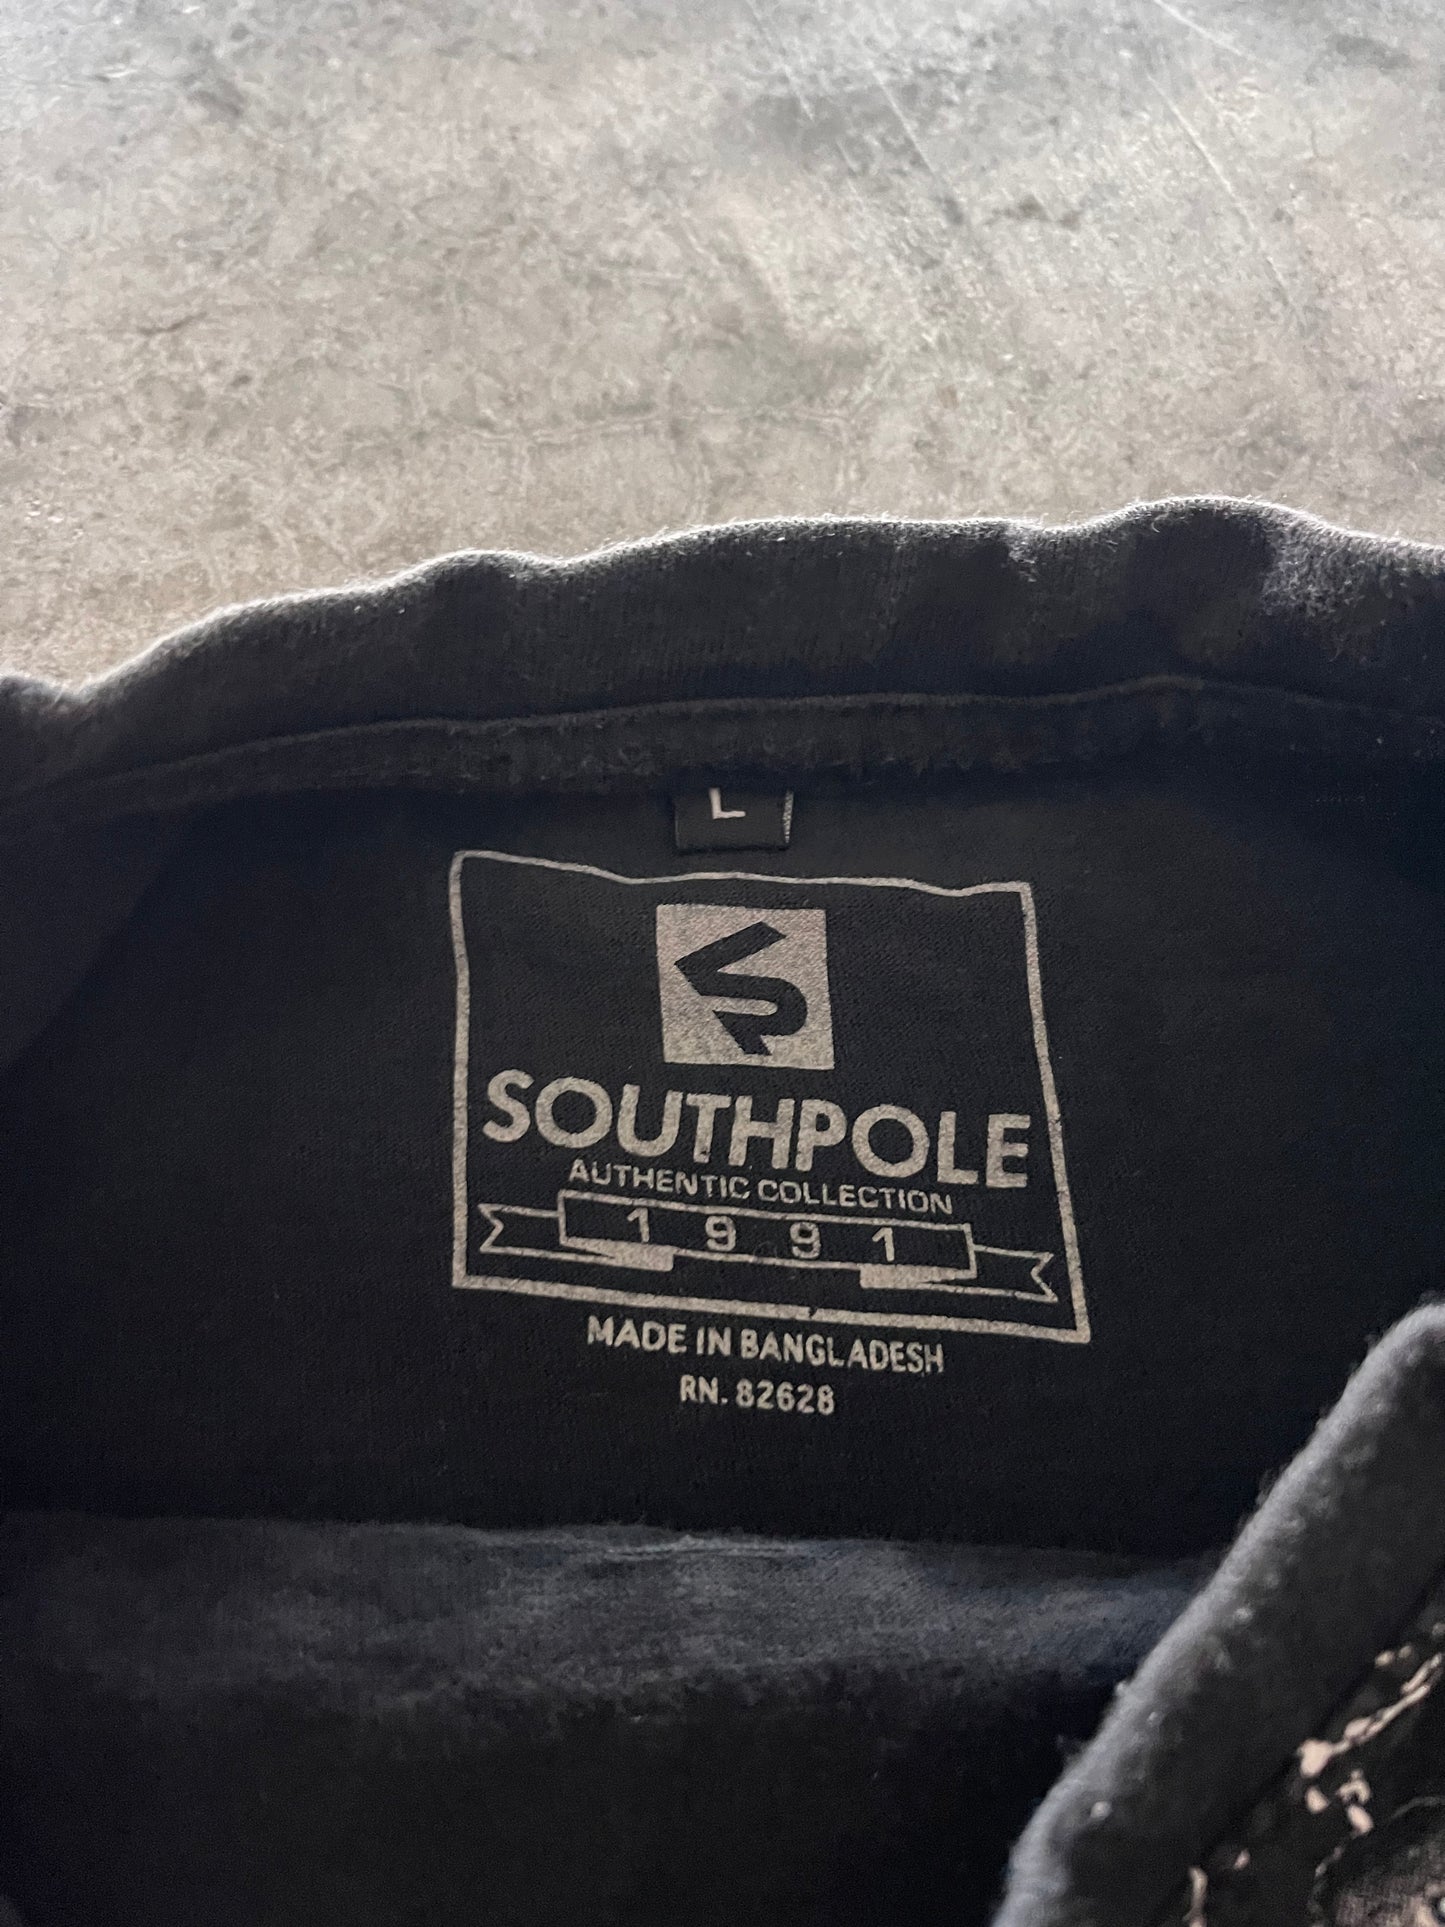 L
SOUTHPOLE
AUTHENTIC COLLECTION
1991
MADE IN BANGLADESH
RN. 82628